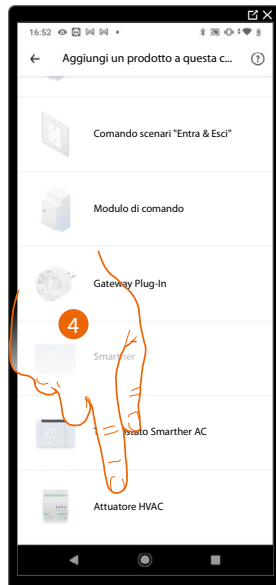 16:52
Aggiungi un prodotto a questa c...
Comando scenari "Entra & Esci"
Modulo di comando
Gateway Plug-In
4
Smarther
stato Smarther AC
Attuatore HVAC